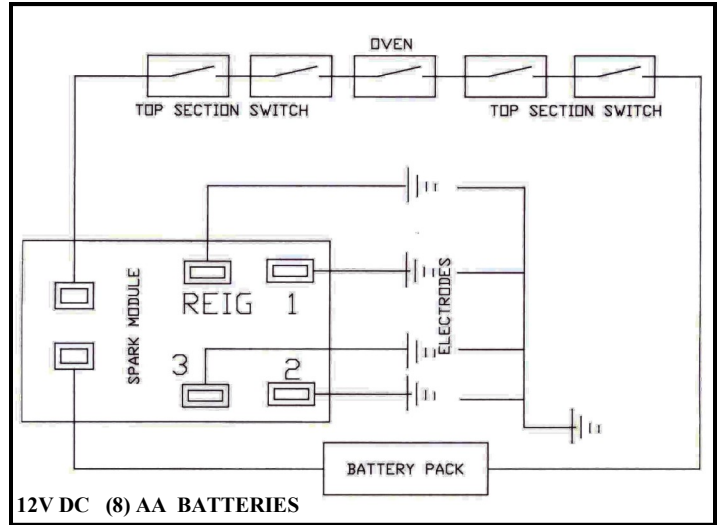 OVEN
TOP SECTION SWITCH
TOP SECTION SWITCH
SPARK MODULE
REIG
1
3
2
ELECTRODES
BATTERY PACK
12V DC (8) AA BATTERIES